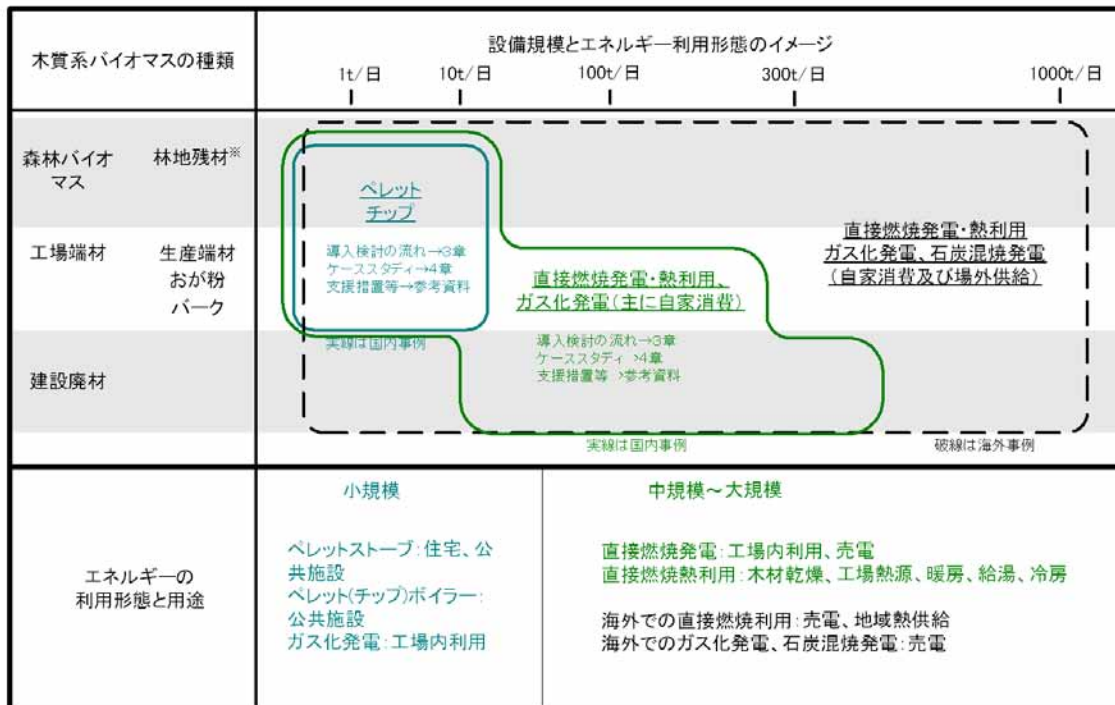 木質系バイオマスの種類
設備規模とエネルギー利用形態のイメージ
1t/日
10t/日
100t/日
300t/日
1000t/日
森林バイオ
マス
林地残材※
工場端材
生産端材
おが粉
バーク
建設廃材
ペレット
チップ
導入検討の流れ→3章
ケーススタディ→4章
支援措置等→参考資料
実線は国内事例
直接燃焼発電・熱利用、
ガス化発電(主に自家消費)
導入検討の流れ→3章
ケーススタディ→4章
支援措置等→参考資料
実線は国内事例
直接燃焼発電・熱利用
ガス化発電、石炭混焼発電
(自家消費及び場外供給)
破線は海外事例
エネルギーの
利用形態と用途
小規模
ペレットストーブ:住宅、公
共施設
ペレット(チップ)ボイラー:
公共施設
ガス化発電:工場内利用
中規模～大規模
直接燃焼発電:工場内利用、売電
直接燃焼熱利用:木材乾燥、工場熱源、暖房、給湯、冷房
海外での直接燃焼利用:売電、地域熱供給
海外でのガス化発電、石炭混焼発電:売電